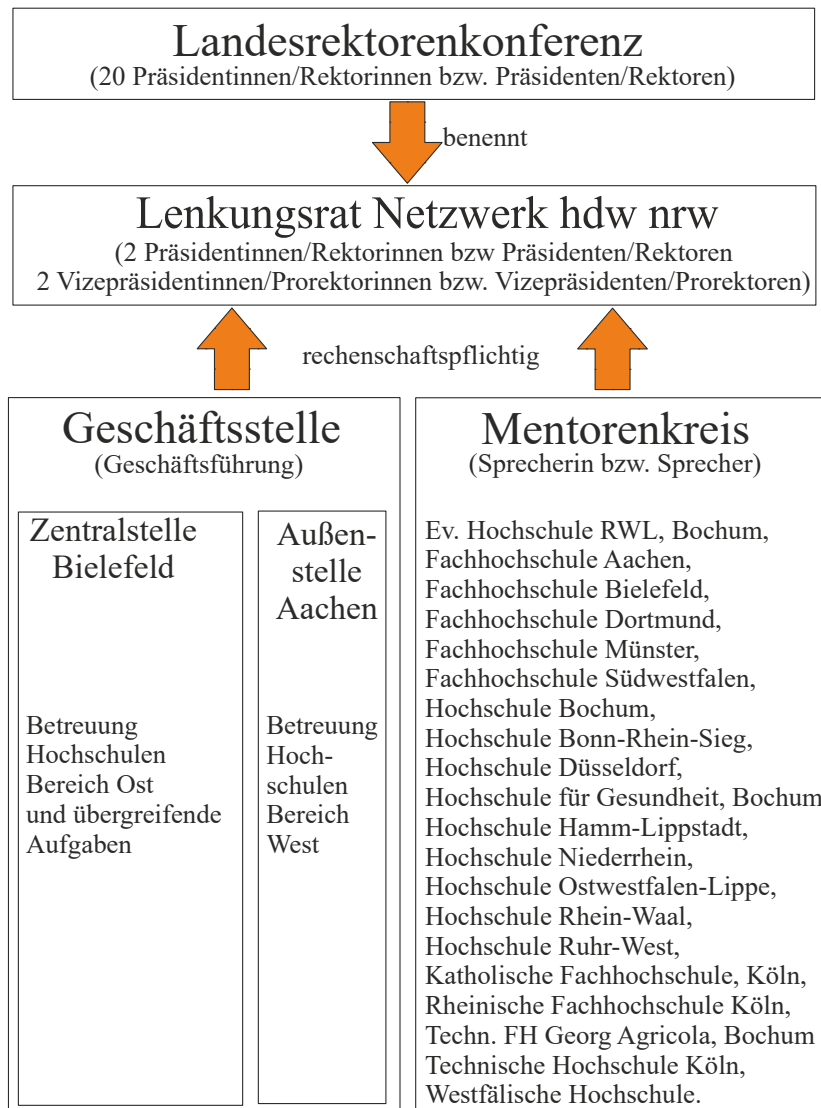 Landesrektorenkonferenz
(20 Präsidentinnen/Rektorinnen bzw. Präsidenten/Rektoren)
benennt
Lenkungsrat Netzwerk hdw nrw
(2 Präsidentinnen/Rektorinnen bzw Präsidenten/Rektoren
2 Vizepräsidentinnen/Prorektorinnen bzw. Vizepräsidenten/Prorektoren)
rechenschaftspflichtig
Geschäftsstelle
(Geschäftsführung)
Zentralstelle
Bielefeld
Betreuung
Hochschulen
Bereich Ost
und übergreifende
Aufgaben
Außen-
stelle
Aachen
Betreuung
Hoch-
schulen
Bereich
West
Mentorenkreis
(Sprecherin bzw. Sprecher)
Ev. Hochschule RWL, Bochum,
Fachhochschule Aachen,
Fachhochschule Bielefeld,
Fachhochschule Dortmund,
Fachhochschule Münster,
Fachhochschule Südwestfalen,
Hochschule Bochum,
Hochschule Bonn-Rhein-Sieg,
Hochschule Düsseldorf,
Hochschule für Gesundheit, Bochum
Hochschule Hamm-Lippstadt,
Hochschule Niederrhein,
Hochschule Ostwestfalen-Lippe,
Hochschule Rhein-Waal,
Hochschule Ruhr-West,
Katholische Fachhochschule, Köln,
Rheinische Fachhochschule Köln,
Techn. FH Georg Agricola, Bochum
Technische Hochschule Köln,
Westfälische Hochschule.